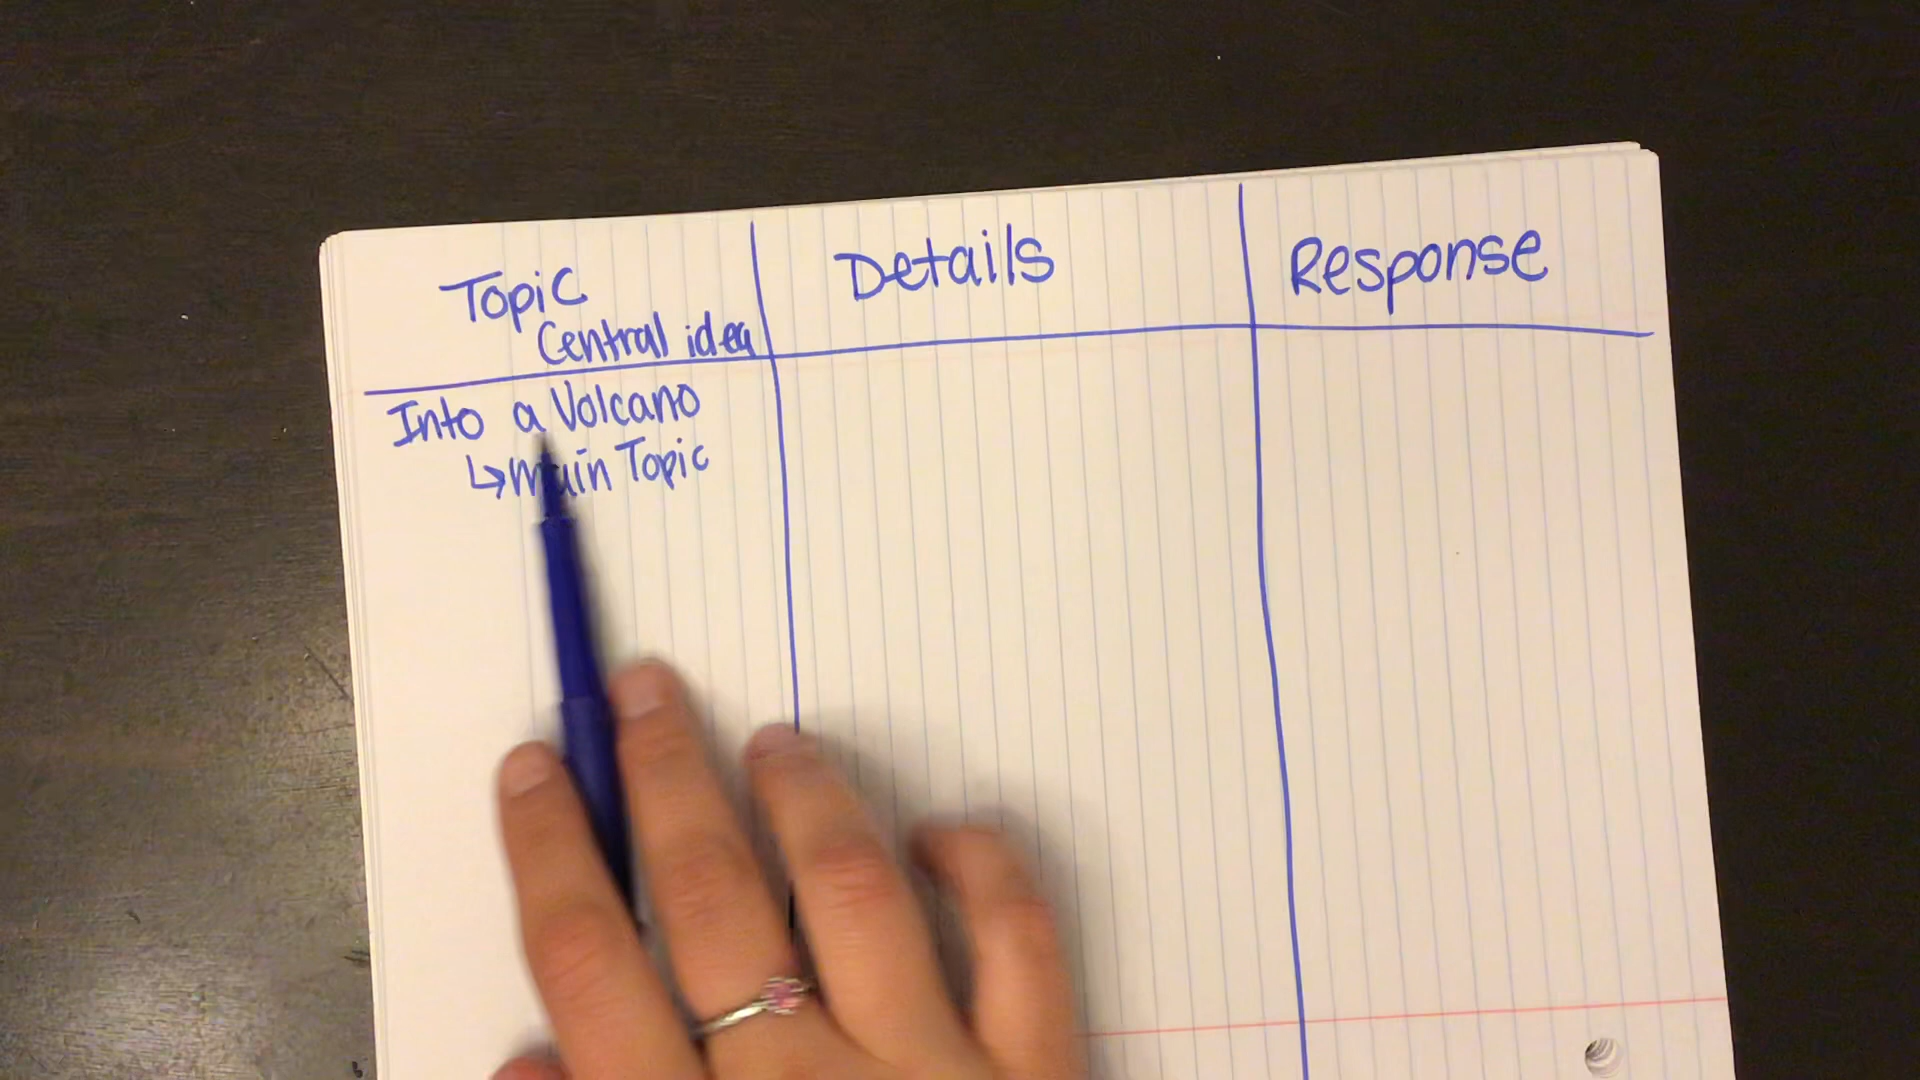 Topic
Central idea
Details
Response
Into a Volcano
↳Main Topic